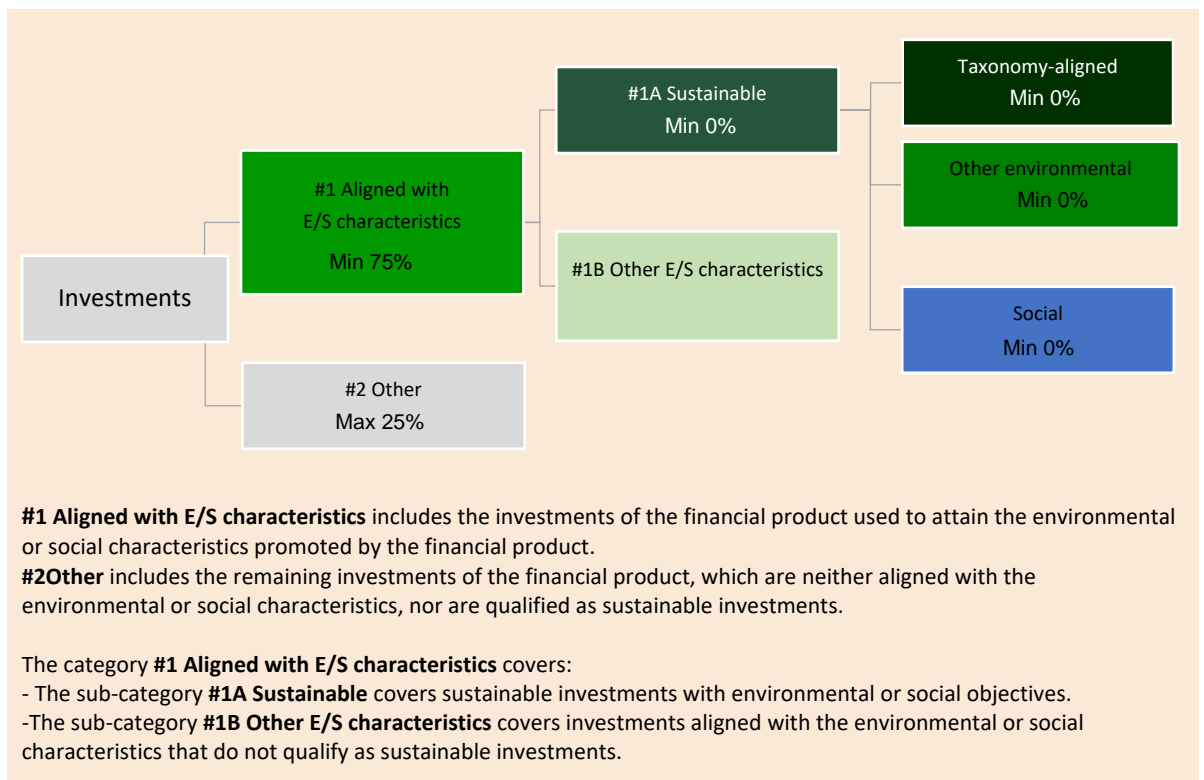 Investments
#1 Aligned with
E/S characteristics
Min 75%
#2 Other
Max 25%
#1A Sustainable
Min 0%
#1B Other E/S characteristics
Taxonomy-aligned
Min 0%
Other environmental
Min 0%
Social
Min 0%
#1 Aligned with E/S characteristics includes the investments of the financial product used to attain the environmental
or social characteristics promoted by the financial product.
#2Other includes the remaining investments of the financial product, which are neither aligned with the
environmental or social characteristics, nor are qualified as sustainable investments.
The category #1 Aligned with E/S characteristics covers:
- The sub-category #1A Sustainable covers sustainable investments with environmental or social objectives.
-The sub-category #1B Other E/S characteristics covers investments aligned with the environmental or social
characteristics that do not qualify as sustainable investments.